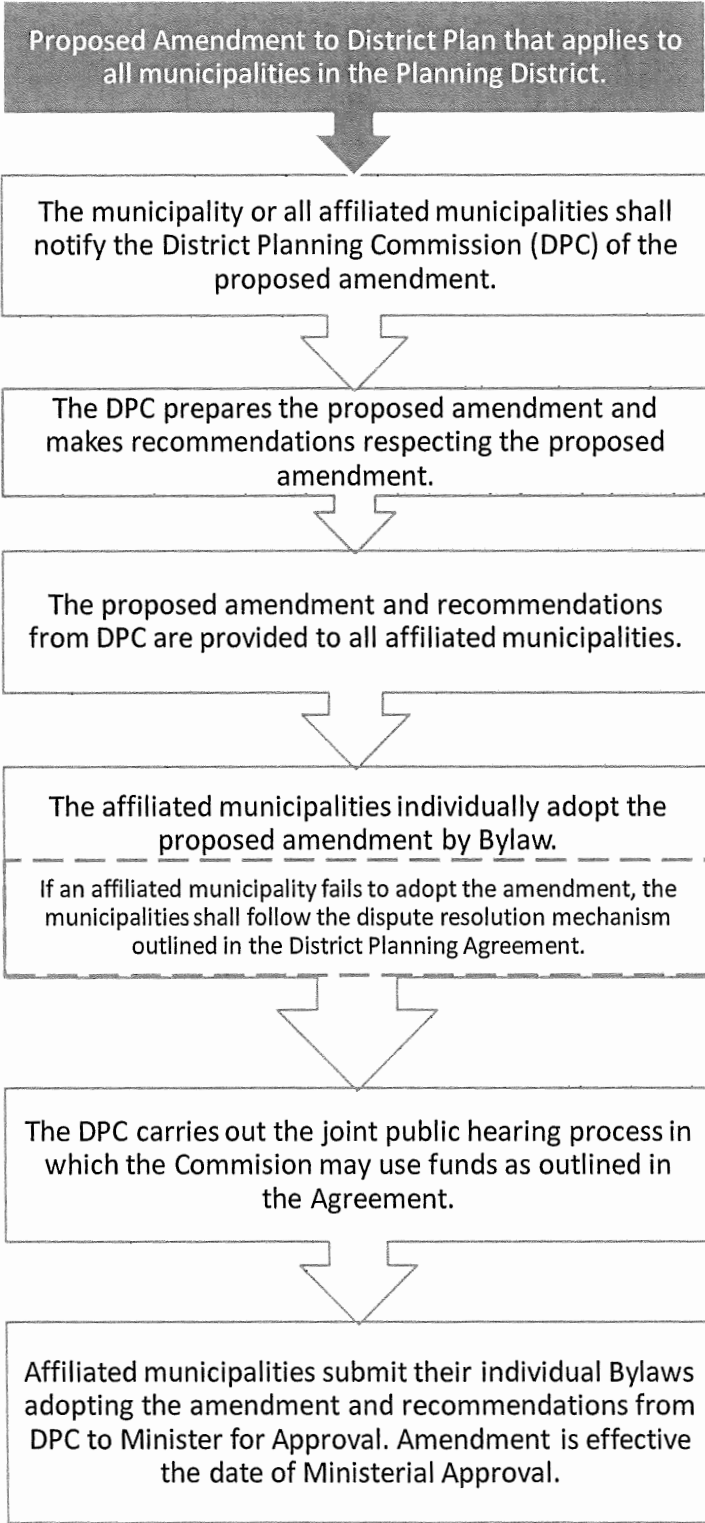 Proposed Amendment to District Plan that applies to
all municipalities in the Planning District.
The municipality or all affiliated municipalities shall
notify the District Planning Commission (DPC) of the
proposed amendment.
The DPC prepares the proposed amendment and
makes recommendations respecting the proposed
amendment.
The proposed amendment and recommendations
from DPC are provided to all affiliated municipalities.
The affiliated municipalities individually adopt the
proposed amendment by Bylaw.
If an affiliated municipality fails to adopt the amendment, the
municipalities shall follow the dispute resolution mechanism
outlined in the District Planning Agreement.
The DPC carries out the joint public hearing process in
which the Commision may use funds as outlined in
the Agreement.
Affiliated municipalities submit their individual Bylaws
adopting the amendment and recommendations from
DPC to Minister for Approval. Amendment is effective
the date of Ministerial Approval.